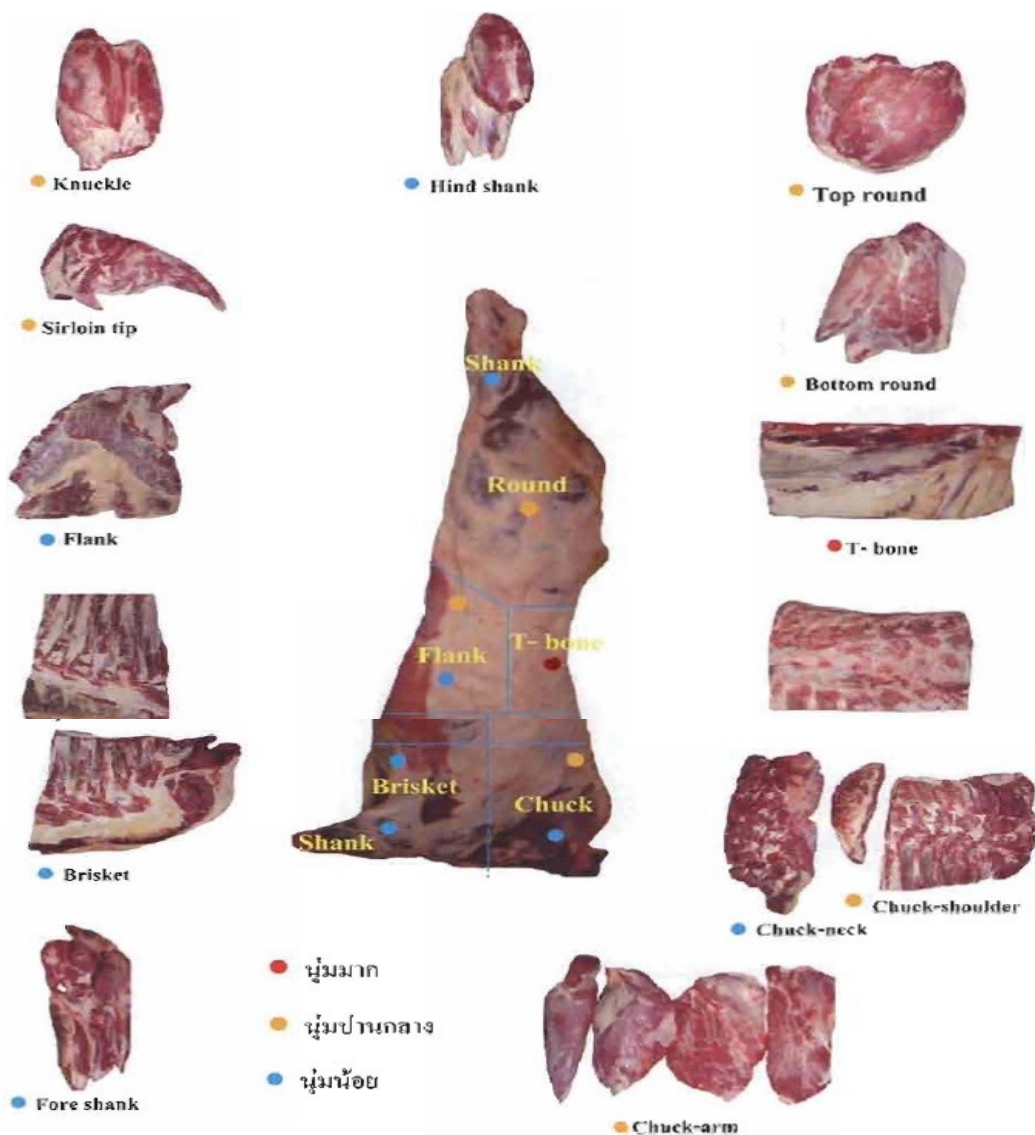 Knuckle
Hind shank
Top round
Sirloin tip
Shank
Bottom round
Round
Flank
T- bone
T- bone
Flank
Brisket
Chuck
Shank
Brisket
Chuck-shoulder
Chuck-neck
นุ่มมาก
นุ่มปานกลาง
นุ่มน้อย
Fore shank
Chuck-arm